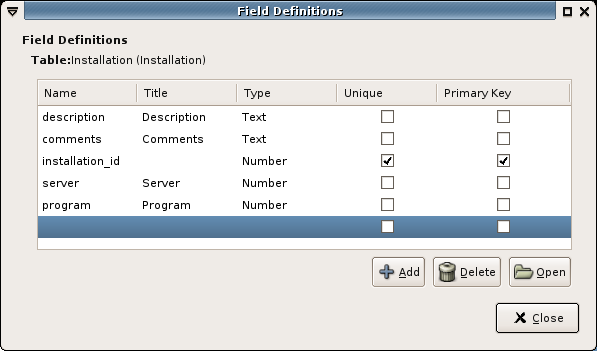 Field Definitions
Field Definitions
Table:Installation (Installation)
Name Title Type Unique Primary Key
description Description Text
comments Comments Text
installation_id Number
server Server Number
program Program Number
Add Delete Open
Close